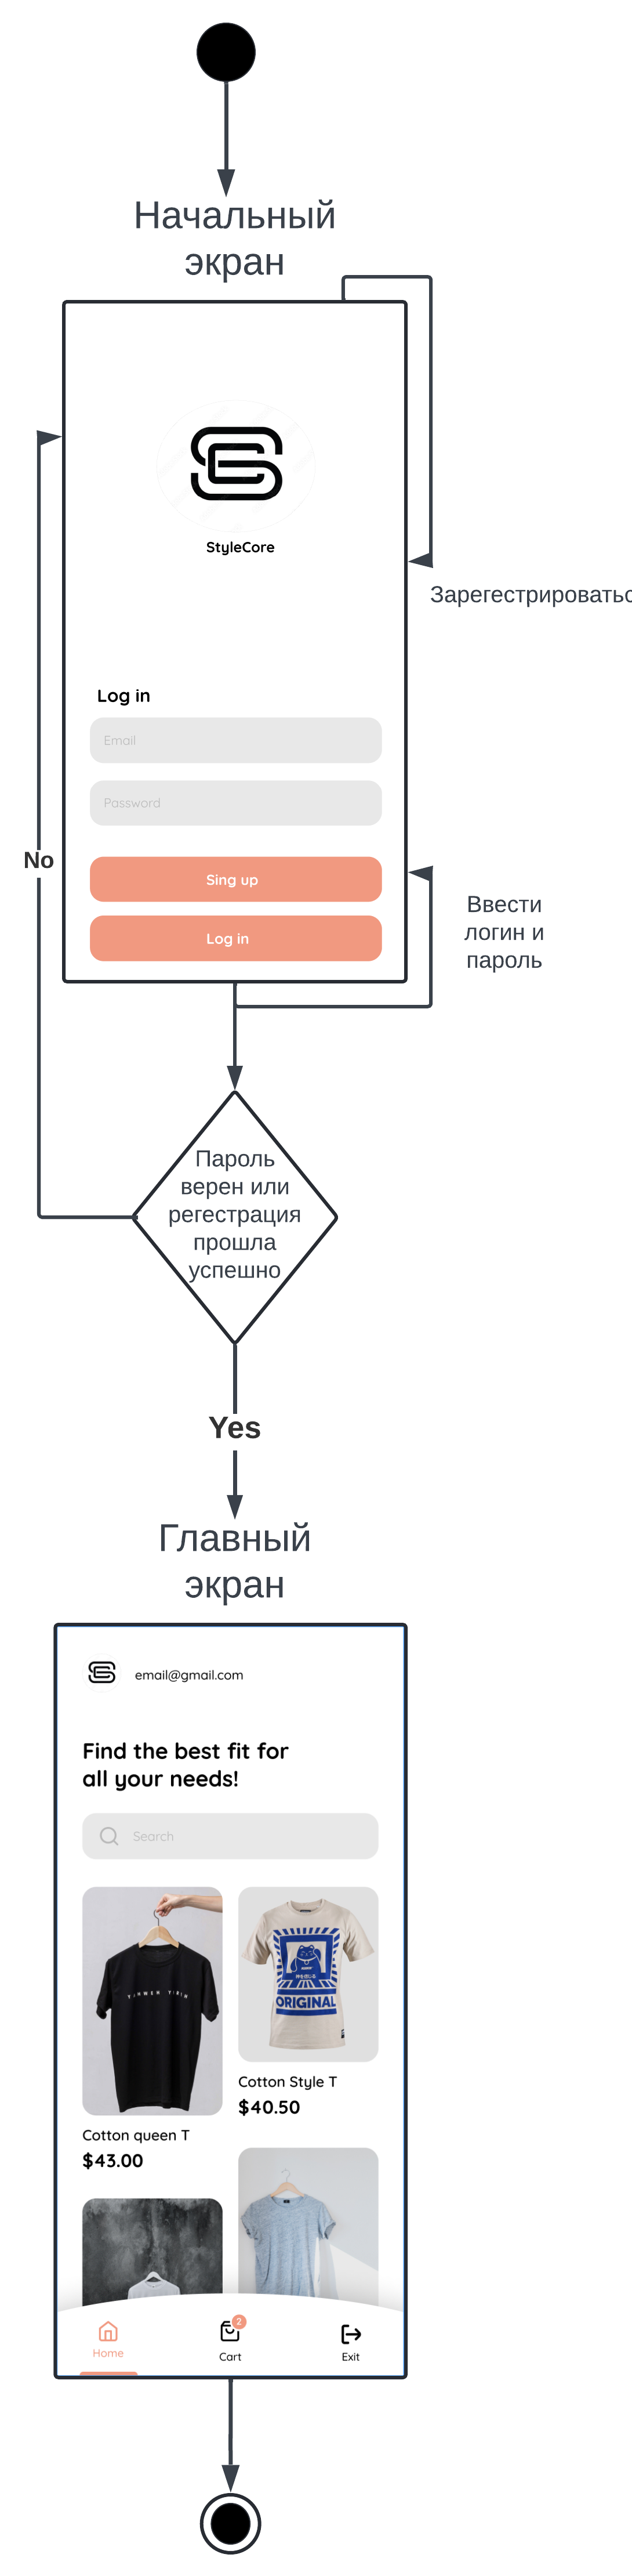 Начальный
экран
StyleCore
Зарегестрироватьс
Log in
Email
Password
No
Sing up
Ввести
логин и
пароль
Log in
Пароль
верен или
регестрация
прошла
успешно
Yes
Главный
экран
email@gmail.com
Find the best fit for
all your needs!
Search
ORIGINAL
Cotton Style T
$40.50
Cotton queen T
$43.00
2
Home
Cart
Exit